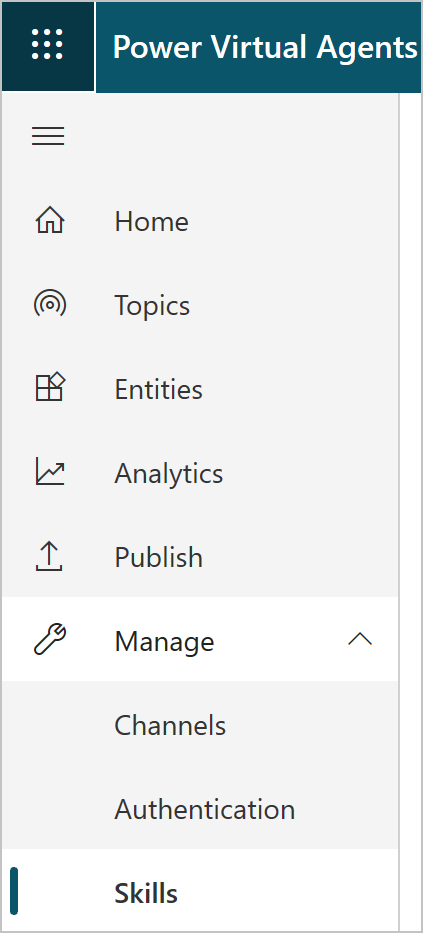 Power Virtual Agents
Home
Topics
Entities
Analytics
Publish
Manage
Channels
Authentication
Skills